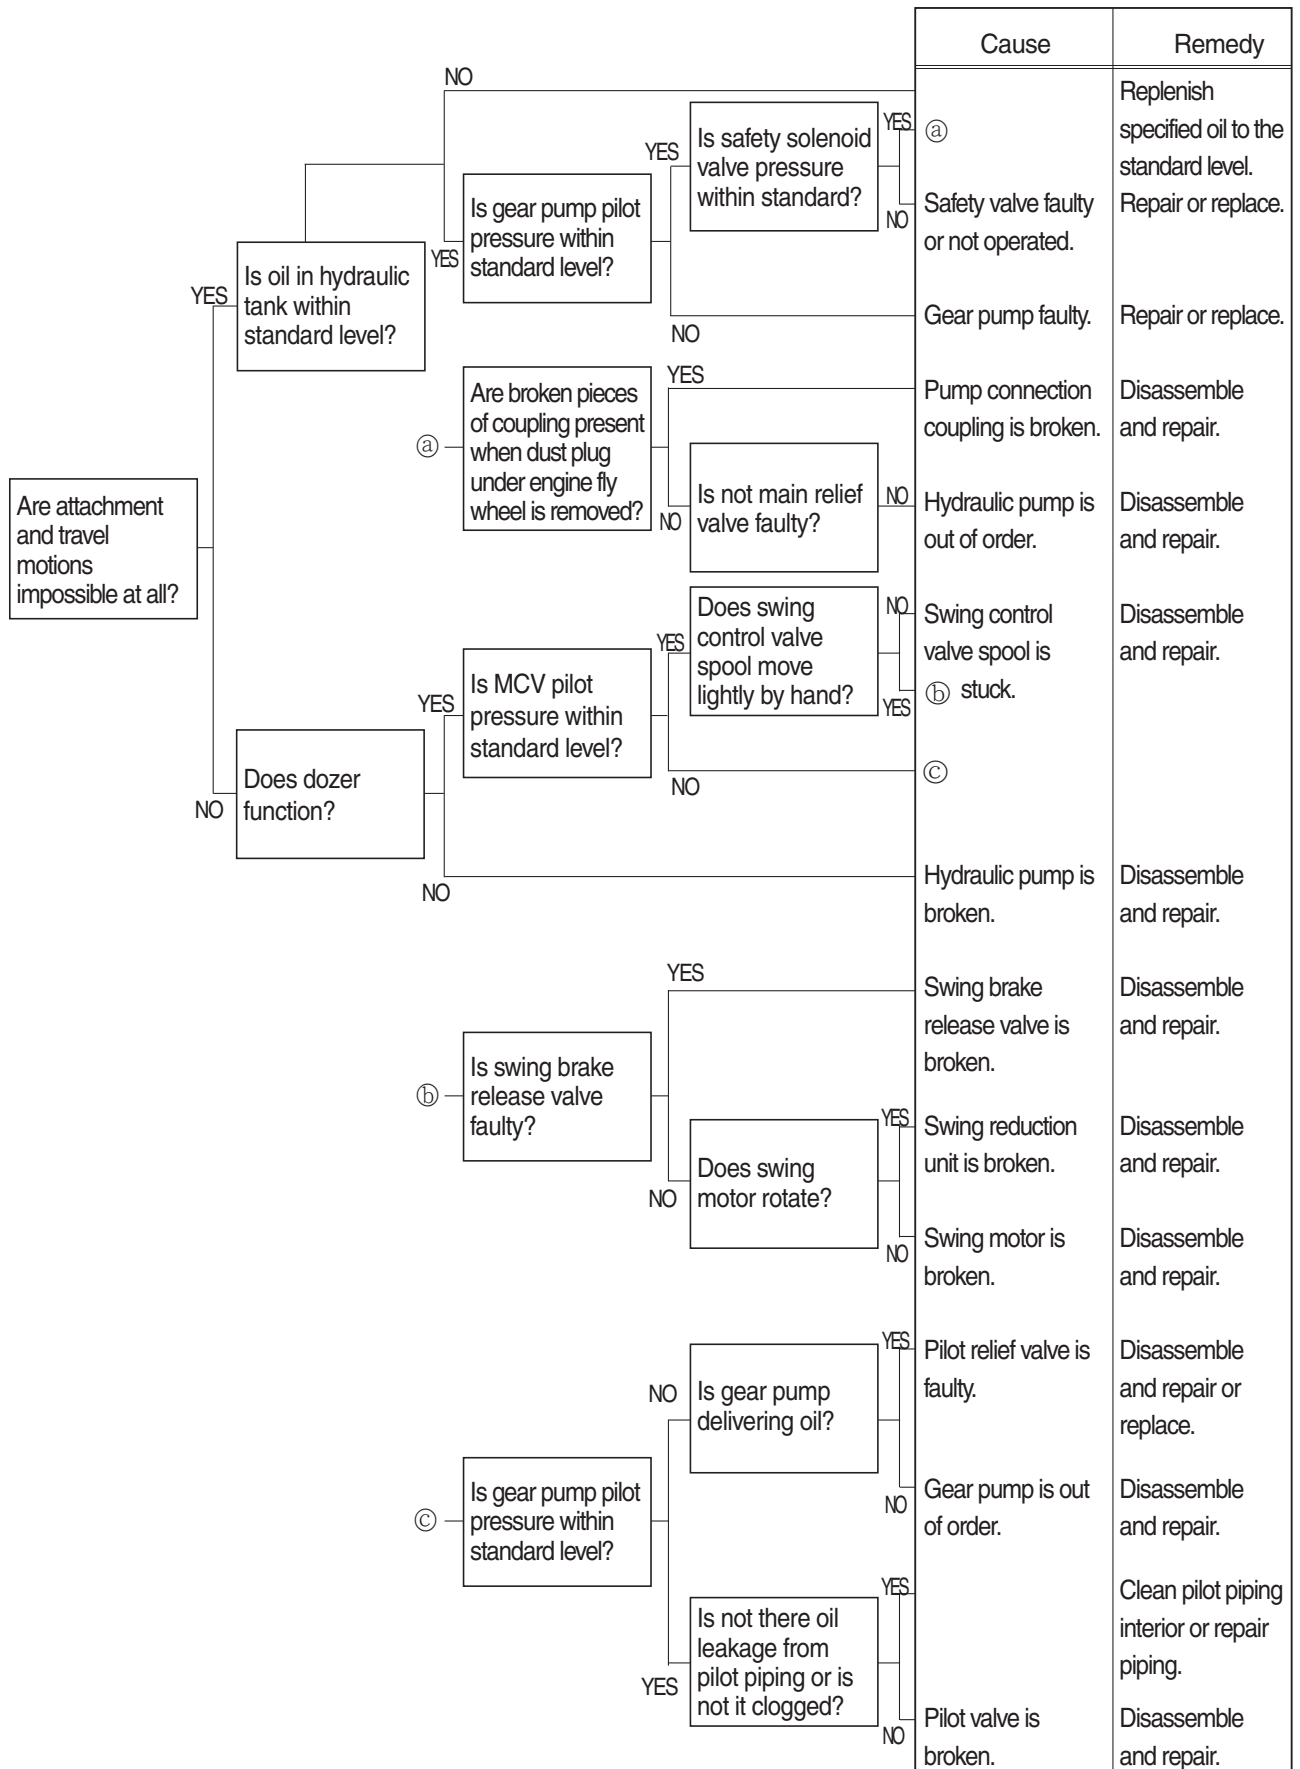 Cause
Remedy
NO
Replenish
specified oil to the
standard level.
YES
Is safety solenoid
valve pressure
within standard?
YES
ⓐ
NO
Safety valve faulty
or not operated.
Repair or replace.
Is gear pump pilot
pressure within
standard level?
YES
YES
Is oil in hydraulic
tank within
standard level?
NO
Gear pump faulty.
Repair or replace.
ⓐ
Are broken pieces
of coupling present
when dust plug
under engine fly
wheel is removed?
YES
Pump connection
coupling is broken.
Disassemble
and repair.
NO
Is not main relief
valve faulty?
NO
Hydraulic pump is
out of order.
Disassemble
and repair.
Are attachment
and travel
motions
impossible at all?
Does swing
control valve
spool move
lightly by hand?
NO
Swing control
valve spool is
stuck.
Disassemble
and repair.
YES
ⓑ
YES
Is MCV pilot
pressure within
standard level?
YES
NO
ⓒ
NO
Does dozer
function?
NO
Hydraulic pump is
broken.
Disassemble
and repair.
YES
Swing brake
release valve is
broken.
Disassemble
and repair.
ⓑ
Is swing brake
release valve
faulty?
NO
Does swing
motor rotate?
YES
Swing reduction
unit is broken.
Disassemble
and repair.
NO
Swing motor is
broken.
Disassemble
and repair.
NO
Is gear pump
delivering oil?
YES
Pilot relief valve is
faulty.
Disassemble
and repair or
replace.
NO
Gear pump is out
of order.
Disassemble
and repair.
ⓒ
Is gear pump pilot
pressure within
standard level?
YES
Is not there oil
leakage from
pilot piping or is
not it clogged?
YES
Clean pilot piping
interior or repair
piping.
NO
Pilot valve is
broken.
Disassemble
and repair.